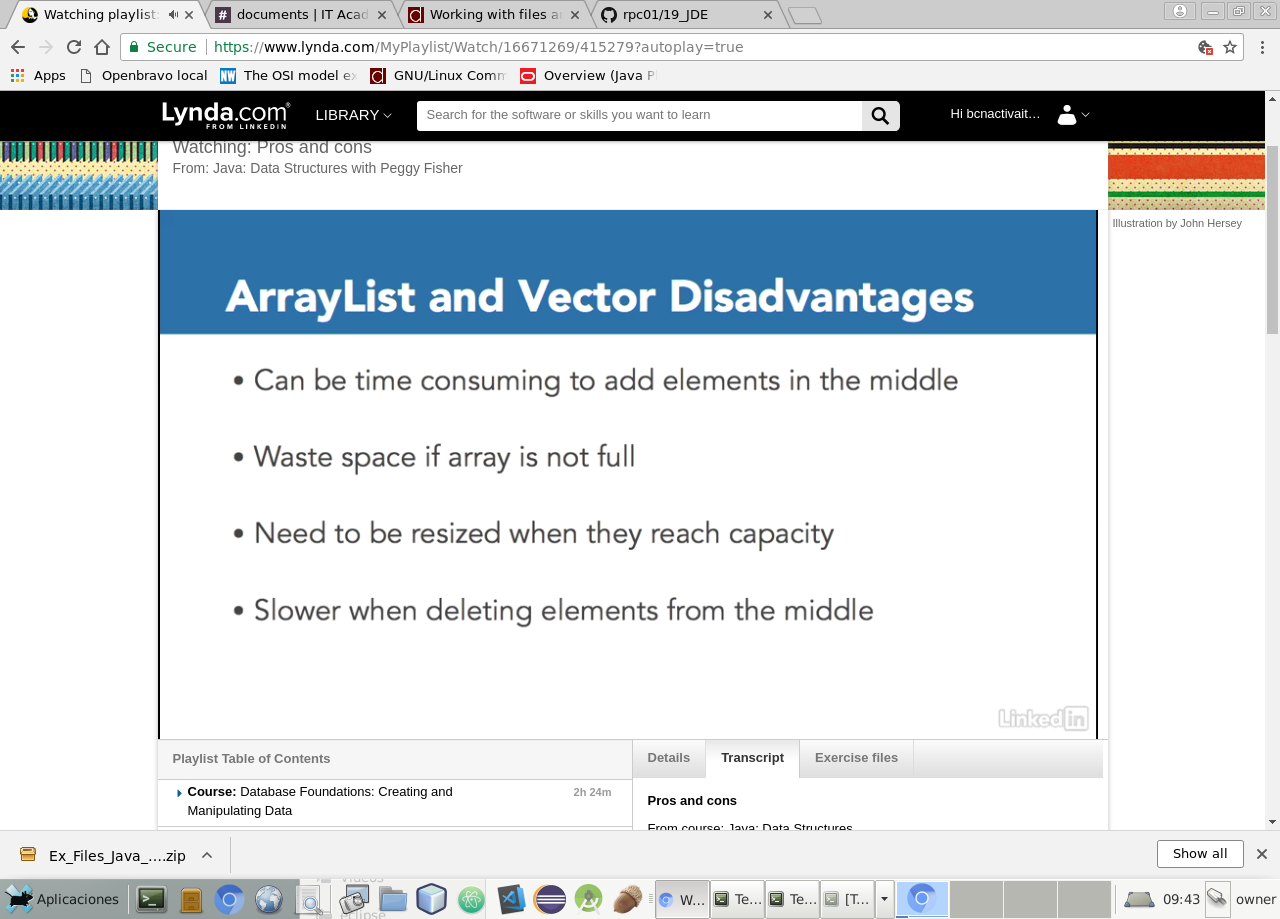 Watching playlist:
documents | IT Acad
Working with files a
rpc01/19_JDE
Secure
https://www.lynda.com/MyPlaylist/Watch/16671269/415279?autoplay=true
Apps
Openbravo local
NW
The OSI model ex
GNU/Linux Comm
Overview (Java Pl
Lynda.com
FROM LINKEDIN
LIBRARY
Search for the software or skills you want to learn
Hi bcnactivait…
Watching: Pros and cons
From: Java: Data Structures with Peggy Fisher
Illustration by John Hersey
ArrayList and Vector Disadvantages
• Can be time consuming to add elements in the middle
• Waste space if array is not full
• Need to be resized when they reach capacity
• Slower when deleting elements from the middle
Linked in
Playlist Table of Contents
Details
Transcript
Exercise files
Course: Database Foundations: Creating and
Manipulating Data
2h 24m
Pros and cons
From course: Java: Data Structures
Ex_Files_Java_....zip
Show all
Aplicaciones
eclipse
W...
Te...
Te...
[T...
09:43
owner